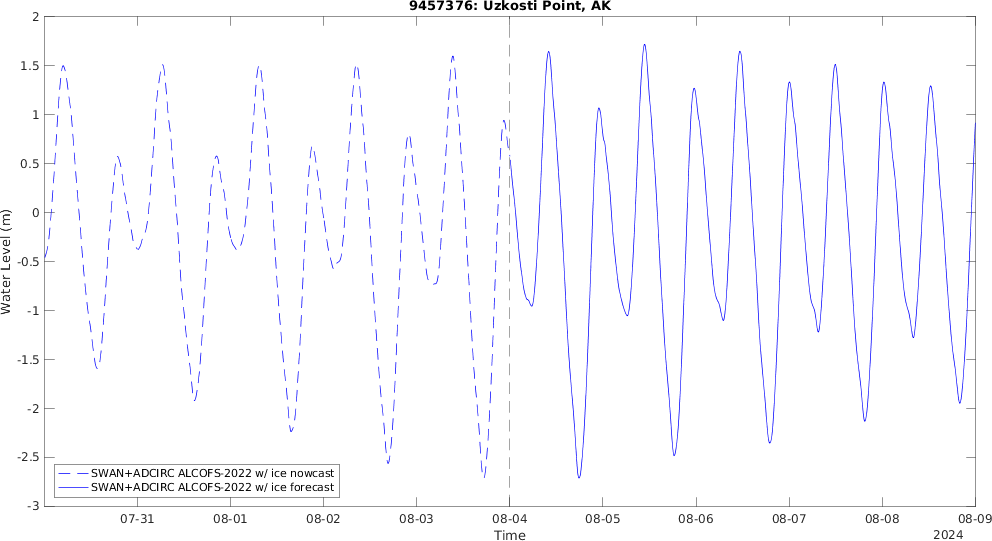 9457376: Uzkosti Point, AK
Water Level (m)
2
1.5
1
0.5
0
-0.5
-1
-1.5
-2
-2.5
-3
SWAN+ADCIRC ALCOFS-2022 w/ ice nowcast
SWAN+ADCIRC ALCOFS-2022 w/ ice forecast
07-31 08-01 08-02 08-03 08-04 08-05 08-06 08-07 08-08 08-09
Time
2024